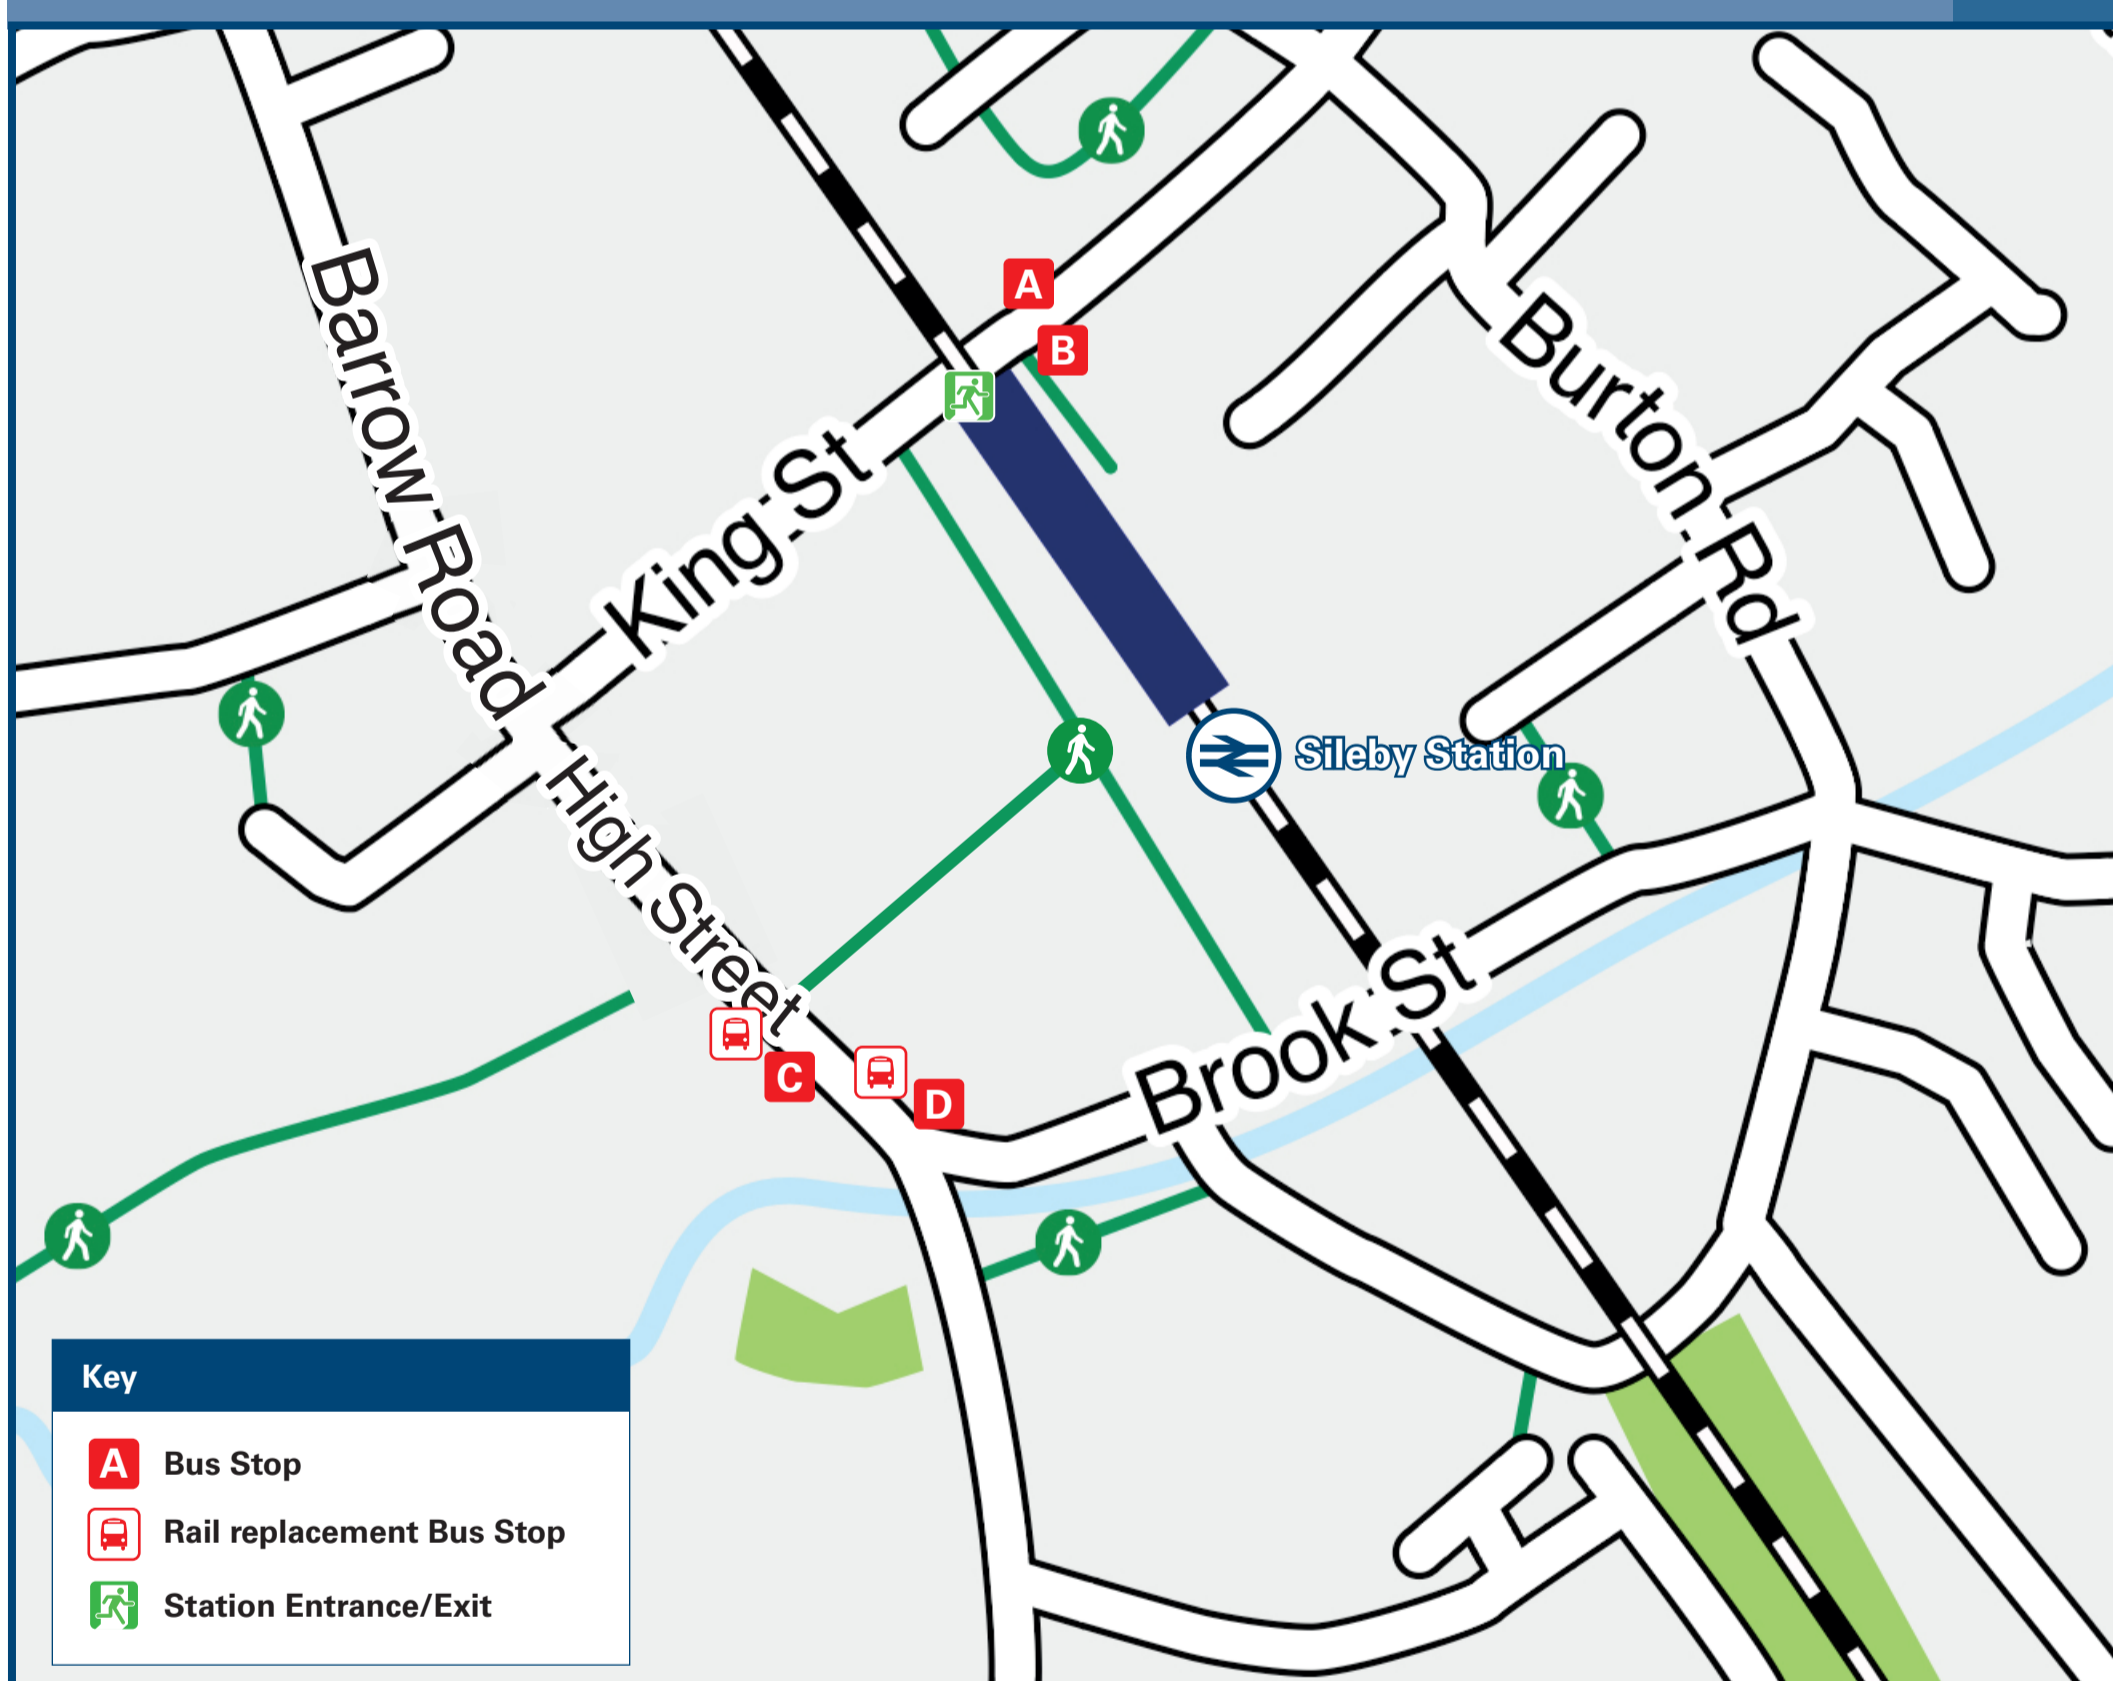 A
B
Barrow Road
King St
Burton Rd
Sileby Station
High Street
Brook St
C
D
Key
A Bus Stop
Rail replacement Bus Stop
Station Entrance/Exit